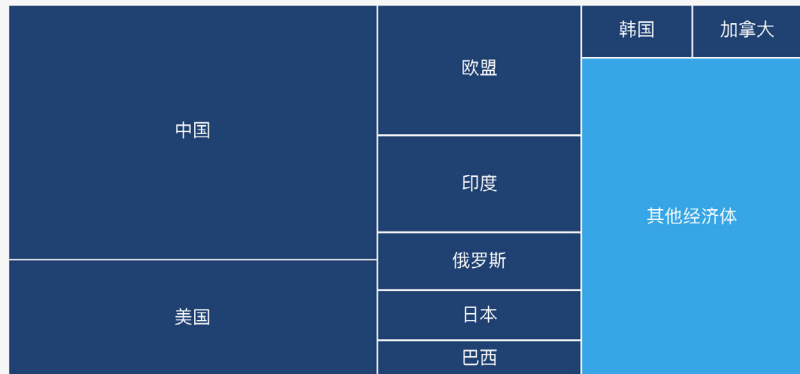 中国
美国
欧盟
印度
俄罗斯
日本
巴西
韩国
加拿大
其他经济体